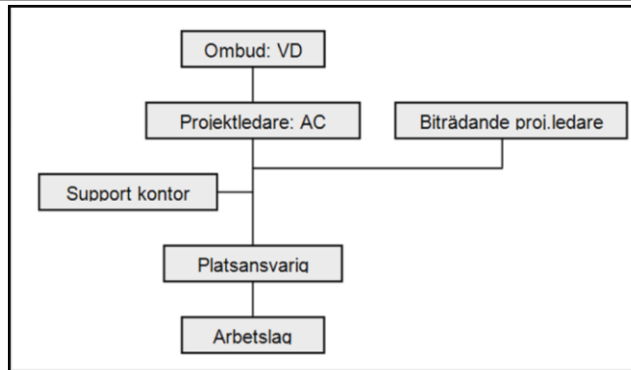 Ombud: VD
Projektledare: AC
Biträdande proj.ledare
Support kontor
Platsansvarig
Arbetslag